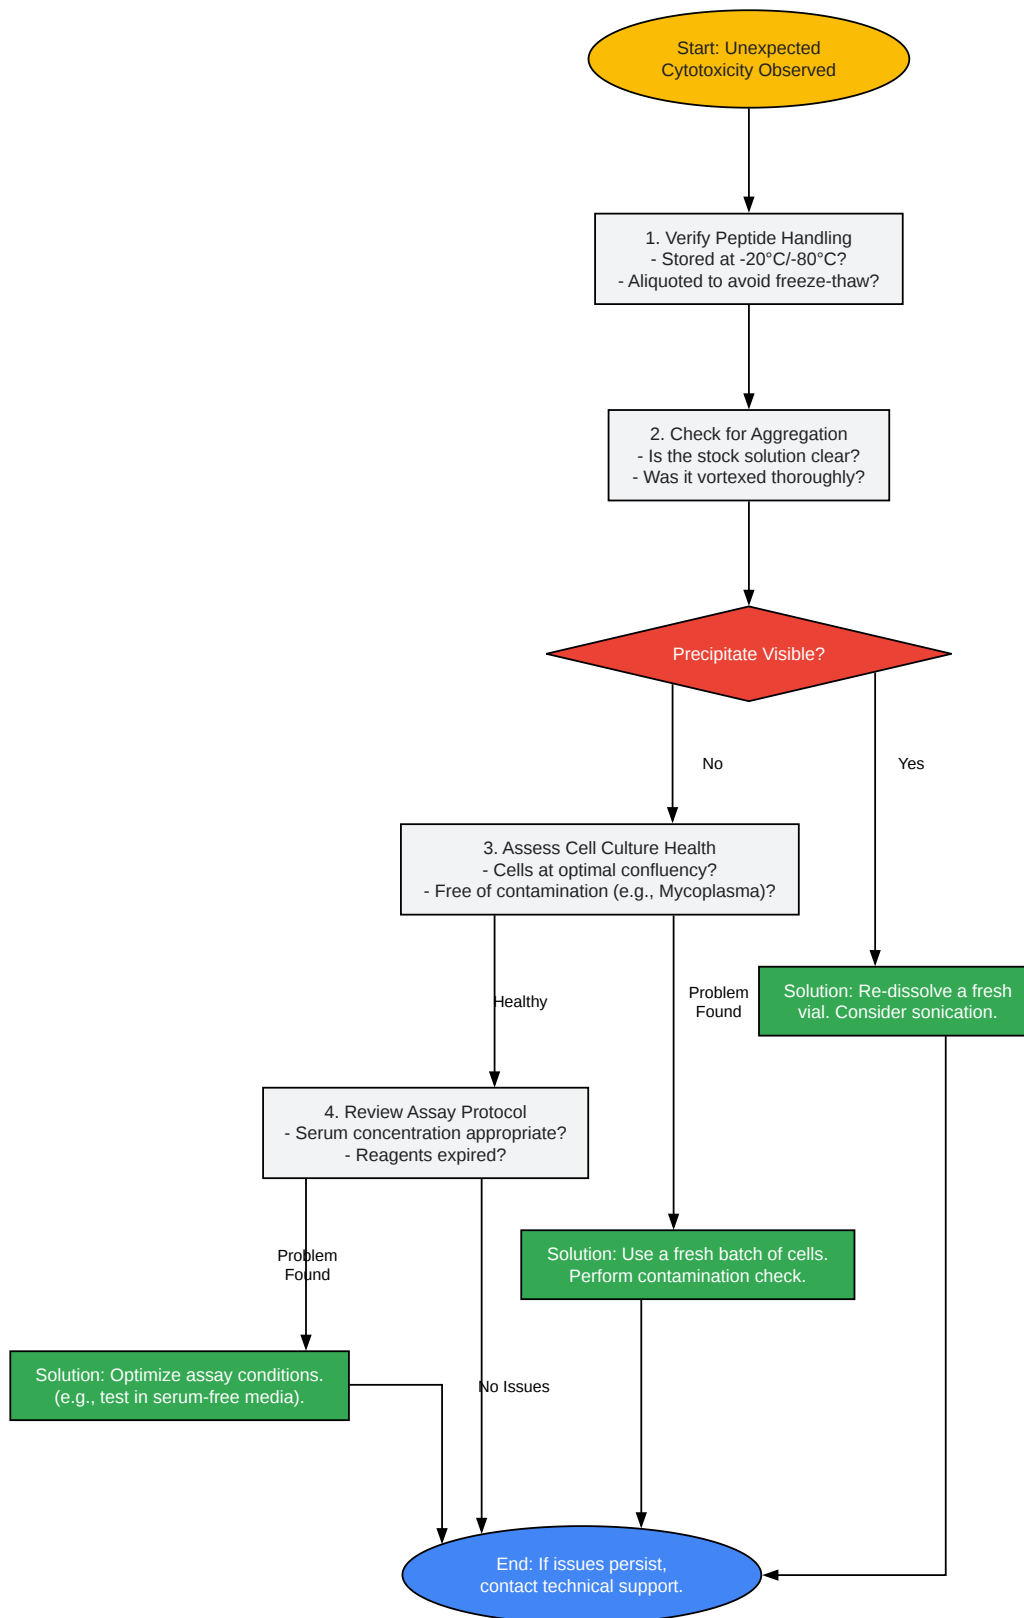 Start: Unexpected
Cytotoxicity Observed
1. Verify Peptide Handling
- Stored at -20°C/-80°C?
- Aliquoted to avoid freeze-thaw?
2. Check for Aggregation
- Is the stock solution clear?
- Was it vortexed thoroughly?
Precipitate Visible?
No
Yes
3. Assess Cell Culture Health
- Cells at optimal confluency?
- Free of contamination (e.g., Mycoplasma)?
Healthy
Problem
Found
Solution: Re-dissolve a fresh
vial. Consider sonication.
4. Review Assay Protocol
- Serum concentration appropriate?
- Reagents expired?
Problem
Found
Solution: Use a fresh batch of cells.
Perform contamination check.
Solution: Optimize assay conditions.
(e.g., test in serum-free media).
No Issues
End: If issues persist,
contact technical support.